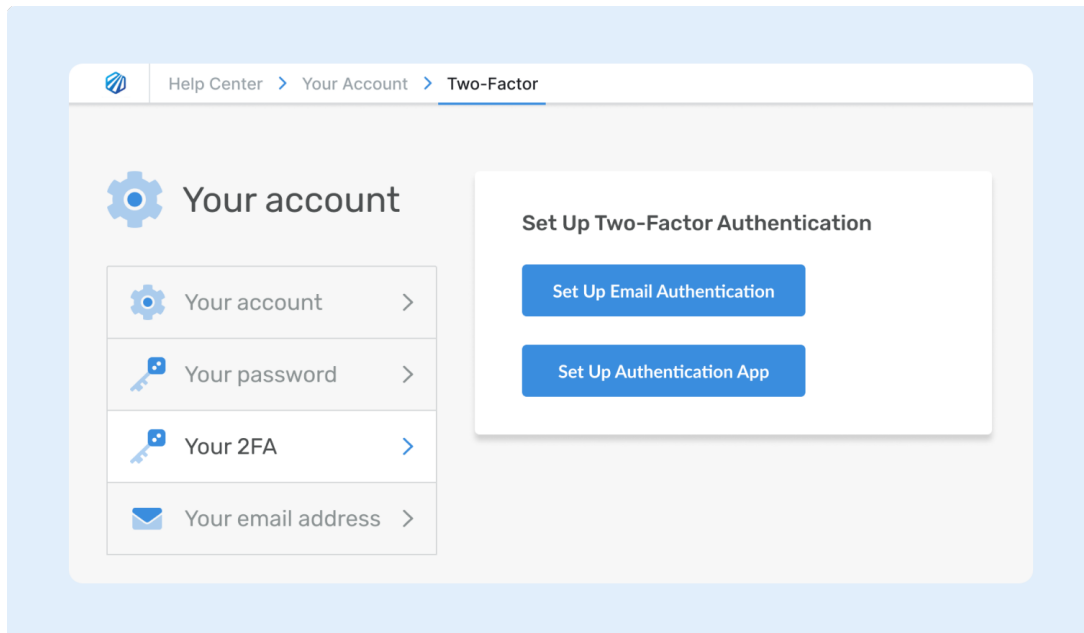 Help Center > Your Account > Two-Factor
Your account
Your account
Your password
Your 2FA
Your email address
Set Up Two-Factor Authentication
Set Up Email Authentication
Set Up Authentication App